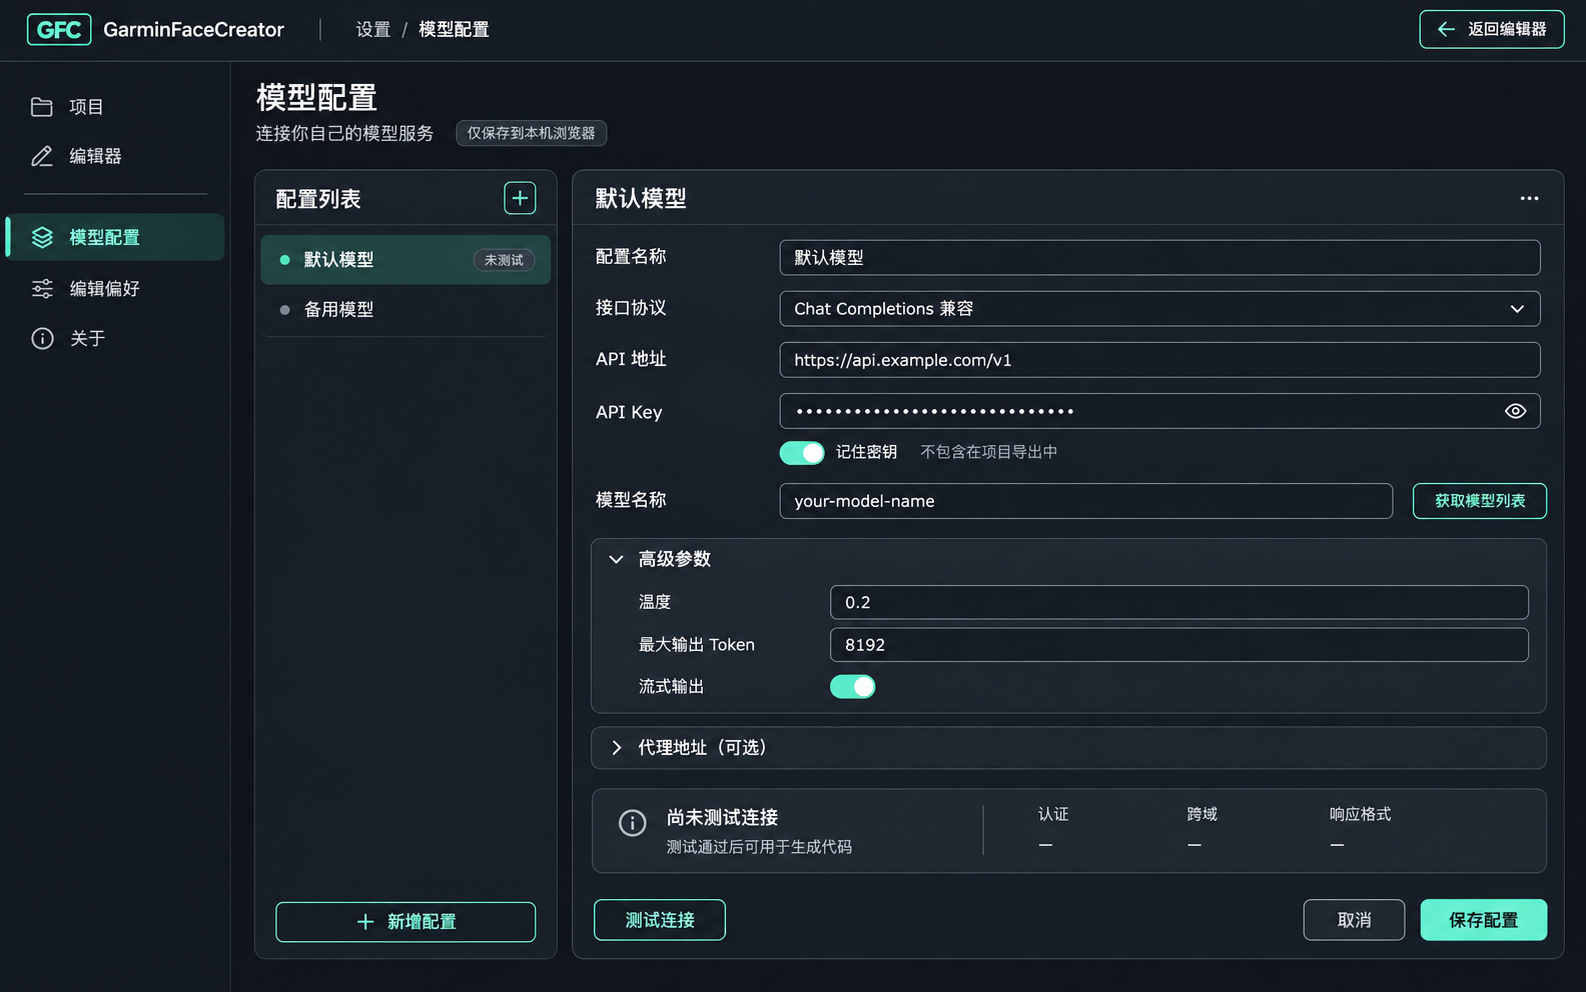 GFC GarminFaceCreator 设置 / 模型配置 返回编辑器
项目
编辑器
模型配置
编辑偏好
关于
模型配置
连接你自己的模型服务 仅保存到本机浏览器
配置列表
默认模型 未测试
备用模型
新增配置
默认模型
配置名称 默认模型
接口协议 Chat Completions 兼容
API 地址 https://api.example.com/v1
API Key ••••••••••••••••••••••••••••
记住密钥 不包含在项目导出中
模型名称 your-model-name 获取模型列表
高级参数
温度 0.2
最大输出 Token 8192
流式输出
代理地址（可选）
尚未测试连接
测试通过后可用于生成代码
认证 跨域 响应格式
— — —
测试连接 取消 保存配置